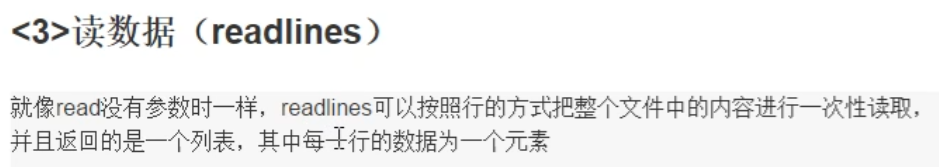 <3>读数据（readlines）
就像read没有参数时一样，readlines可以按照行的方式把整个文件中的内容进行一次性读取，
并且返回的是一个列表，其中每一行的数据为一个元素